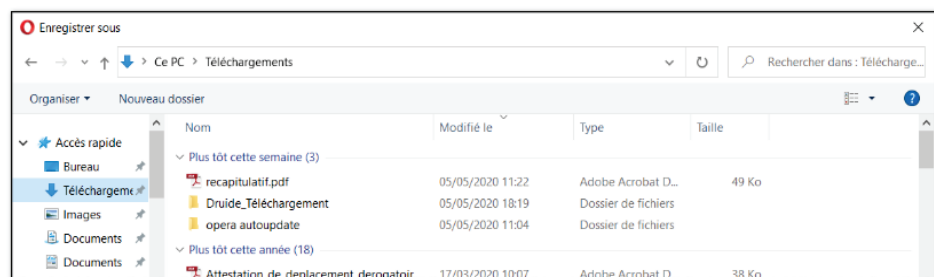 Enregistrer sous
Ce PC > Téléchargements
Rechercher dans : Télécharge...
Organiser
Nouveau dossier
Nom Modifié le Type Taille
Accès rapide
Bureau
Téléchargeme
Images
Documents
Documents
Plus tôt cette semaine (3)
recapitulatif.pdf 05/05/2020 11:22 Adobe Acrobat D... 49 Ko
Druide_Téléchargement 05/05/2020 18:19 Dossier de fichiers
opera autoupdate 05/05/2020 11:04 Dossier de fichiers
Plus tôt cette année (18)
Attestation_de_deplacement_derogatoir 17/03/2020 10:07 Adobe Acrobat D 38 Ko